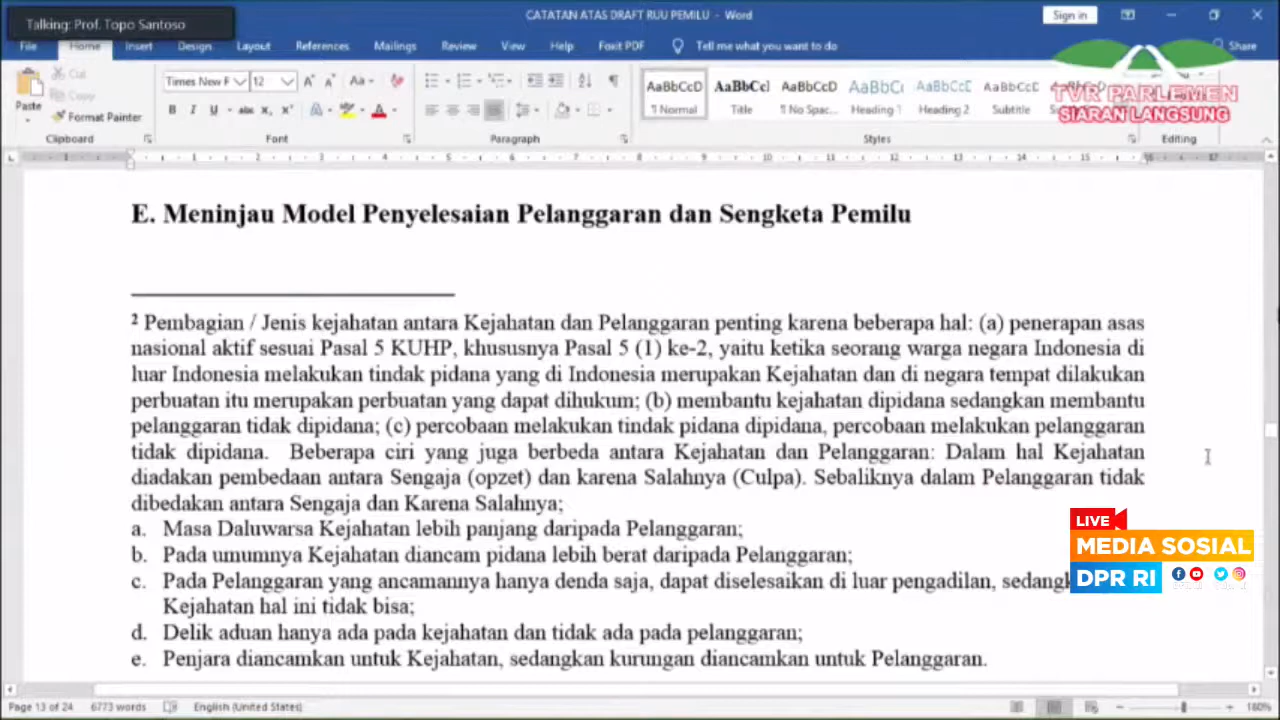 Talking: Prof. Topo Santoso
CATATAN ATAS DRAFT RUU PEMILU - Word
Sign in
File Home Insert Design Layout References Mailings Review View Help Foxit PDF Tell me what you want to do Share
Paste
Cut
Copy
Format Painter
Clipboard
Times New R 12
Font
Paragraph
AaBbCcD AaBbCcI AaBbCcD AaBbCc AaBbCcD AaBbCcD
¶ Normal Title ¶ No Spac... Heading 1 Heading 2 Subtitle
Styles
Editing
TVR PARLEMEN
SIARAN LANGSUNG
E. Meninjau Model Penyelesaian Pelanggaran dan Sengketa Pemilu
2 Pembagian / Jenis kejahatan antara Kejahatan dan Pelanggaran penting karena beberapa hal: (a) penerapan asas
nasional aktif sesuai Pasal 5 KUHP, khususnya Pasal 5 (1) ke-2, yaitu ketika seorang warga negara Indonesia di
luar Indonesia melakukan tindak pidana yang di Indonesia merupakan Kejahatan dan di negara tempat dilakukan
perbuatan itu merupakan perbuatan yang dapat dihukum; (b) membantu kejahatan dipidana sedangkan membantu
pelanggaran tidak dipidana; (c) percobaan melakukan tindak pidana dipidana, percobaan melakukan pelanggaran
tidak dipidana. Beberapa ciri yang juga berbeda antara Kejahatan dan Pelanggaran: Dalam hal Kejahatan
diadakan pembedaan antara Sengaja (opzet) dan karena Salahnya (Culpa). Sebaliknya dalam Pelanggaran tidak
dibedakan antara Sengaja dan Karena Salahnya;
a. Masa Daluwarsa Kejahatan lebih panjang daripada Pelanggaran;
b. Pada umumnya Kejahatan diancam pidana lebih berat daripada Pelanggaran;
c. Pada Pelanggaran yang ancamannya hanya denda saja, dapat diselesaikan di luar pengadilan, sedangk
Kejahatan hal ini tidak bisa;
d. Delik aduan hanya ada pada kejahatan dan tidak ada pada pelanggaran;
e. Penjara diancamkan untuk Kejahatan, sedangkan kurungan diancamkan untuk Pelanggaran.
LIVE
MEDIA SOSIAL
DPR RI
Page 13 of 24 6773 words English (United States) 180%